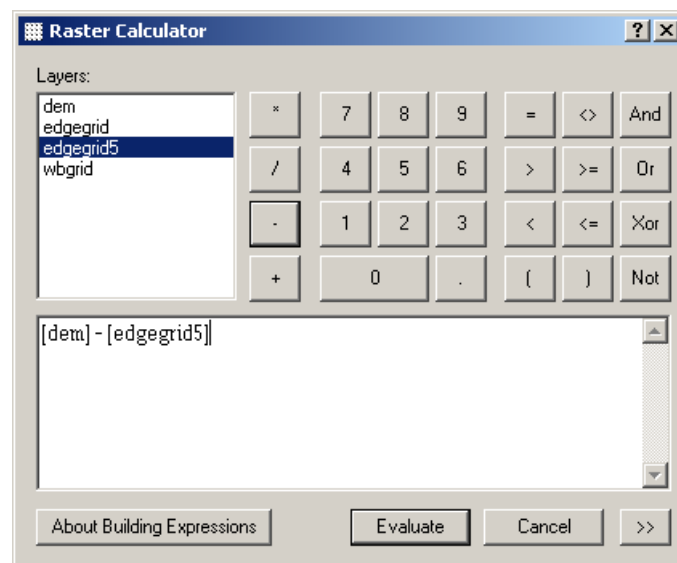 Raster Calculator ? X
Layers:
dem
edgegrid
edgegrid5
wbgrid
* 7 8 9 = <> And
/ 4 5 6 > >= Or
- 1 2 3 < <= Xor
+ 0 . ( ) Not
[dem] - [edgegrid5]
About Building Expressions Evaluate Cancel >>